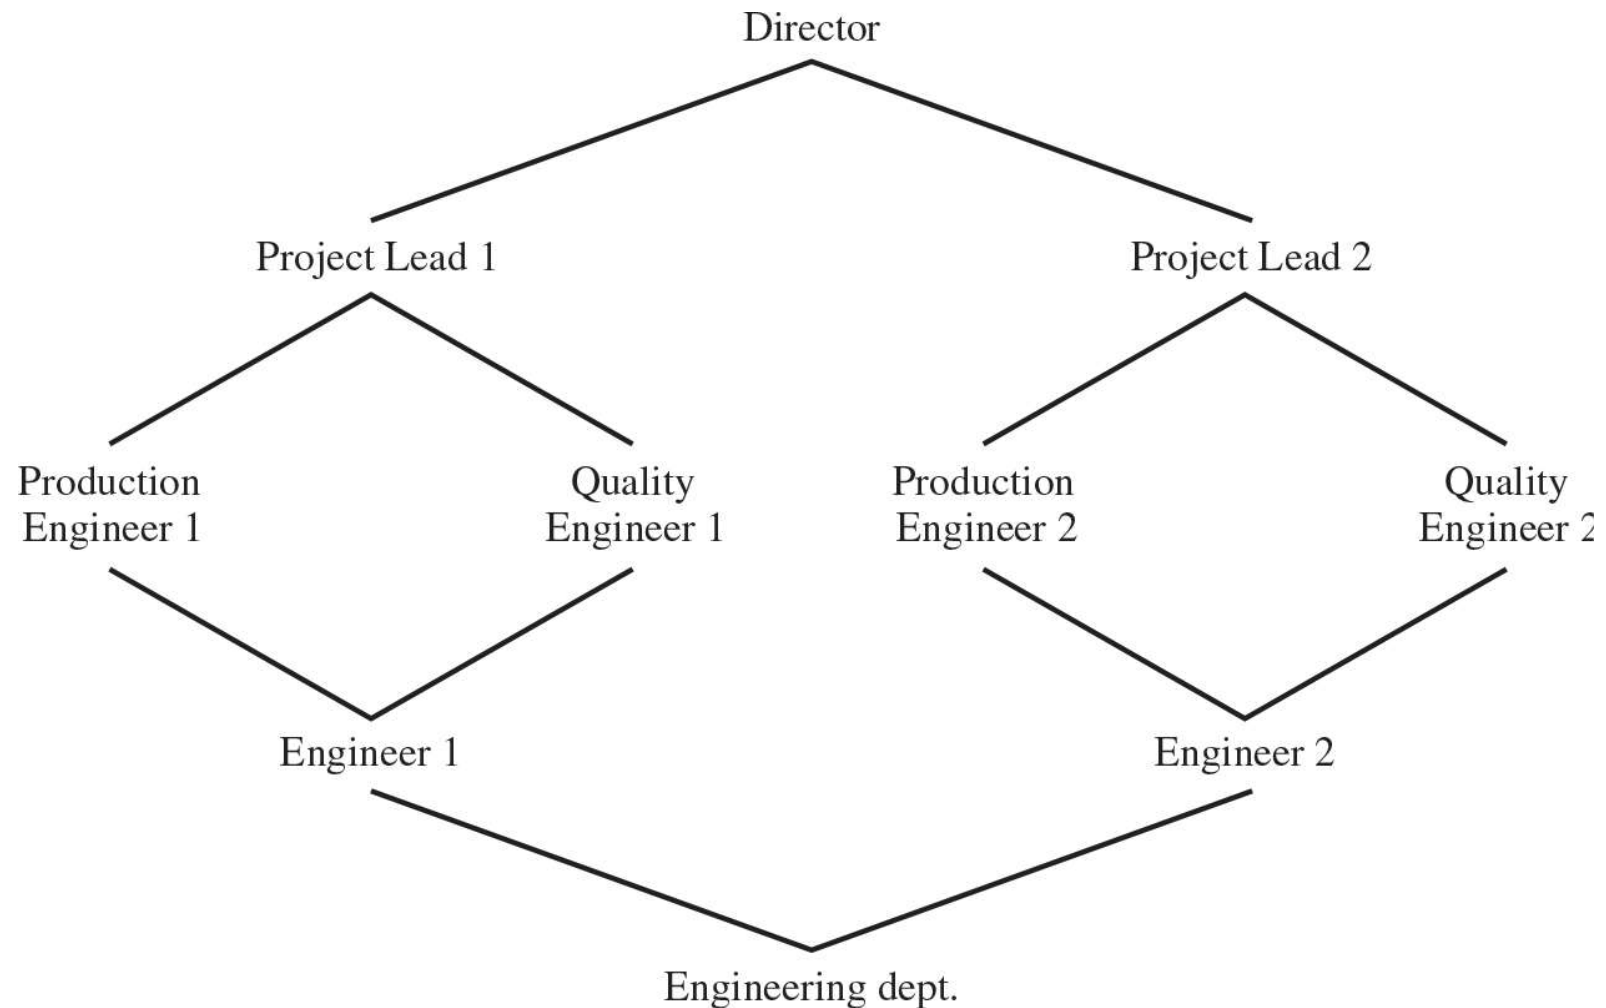 Director
Project Lead 1
Project Lead 2
Production
Engineer 1
Quality
Engineer 1
Production
Engineer 2
Quality
Engineer 2
Engineer 1
Engineer 2
Engineering dept.